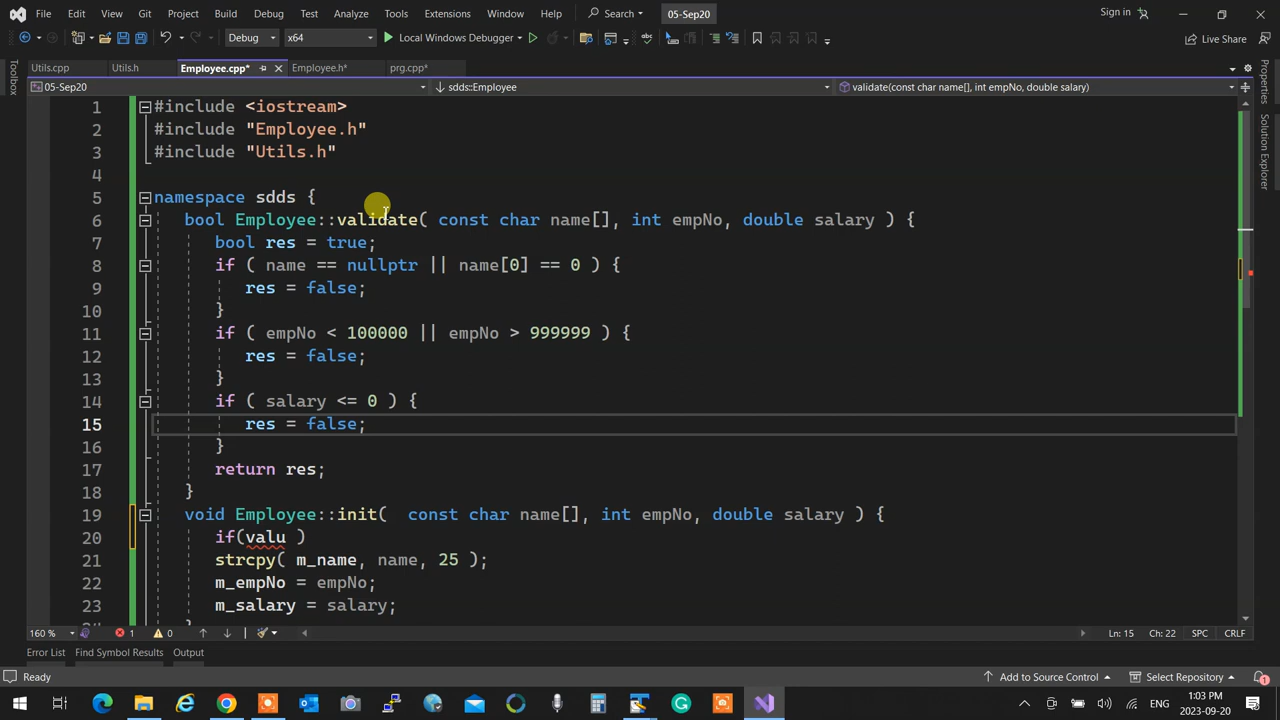 File Edit View Git Project Build Debug Test Analyze Tools Extensions Window Help Search 05-Sep20 Sign in
Debug x64 Local Windows Debugger Live Share
Utils.cpp Utils.h Employee.cpp* Employee.h* prg.cpp*
05-Sep20 sdds::Employee validate(const char name[], int empNo, double salary)
Toolbox
Properties
Solution Explorer
1 #include <iostream>
2 #include "Employee.h"
3 #include "Utils.h"
4
5 namespace sdds {
6 bool Employee::validate( const char name[], int empNo, double salary ) {
7 bool res = true;
8 if ( name == nullptr || name[0] == 0 ) {
9 res = false;
10 }
11 if ( empNo < 100000 || empNo > 999999 ) {
12 res = false;
13 }
14 if ( salary <= 0 ) {
15 res = false;
16 }
17 return res;
18 }
19 void Employee::init(  const char name[], int empNo, double salary ) {
20 if(valu )
21 strcpy( m_name, name, 25 );
22 m_empNo = empNo;
23 m_salary = salary;
160 % 1 0 Ln: 15 Ch: 22 SPC CRLF
Error List Find Symbol Results Output
Ready Add to Source Control Select Repository 1
ENG 1:03 PM
2023-09-20